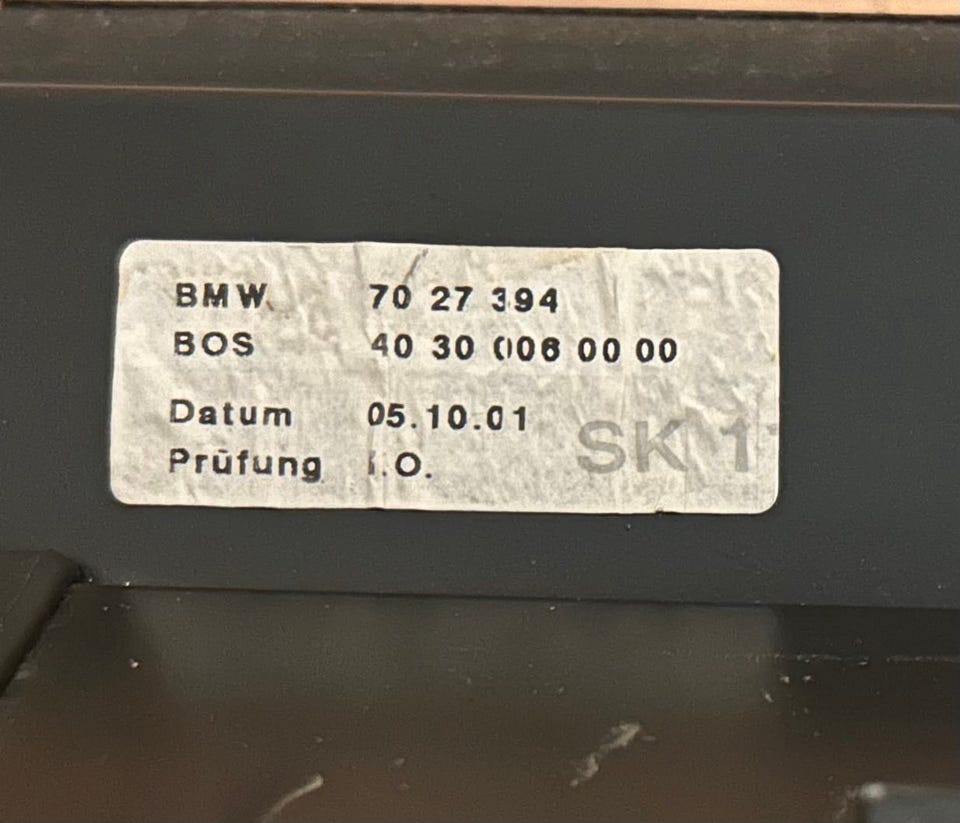 BMW 70 27 394
BOS 40 30 006 00 00
Datum 05.10.01
Prüfung i.O.
SK 1